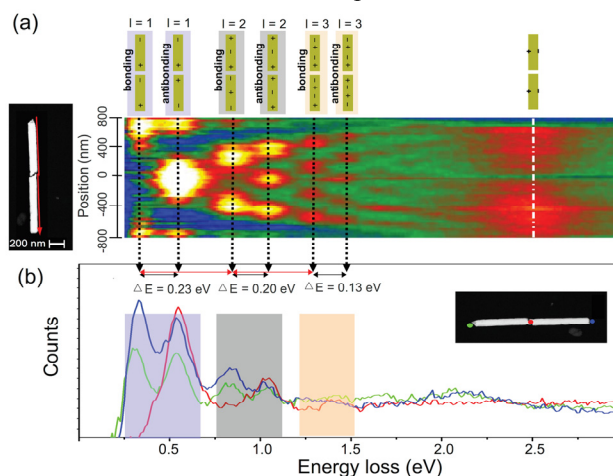 (a)
l = 1 l = 1 l = 2 l = 2 l = 3 l = 3
bonding antibonding bonding antibonding bonding antibonding
Position (nm)
800
400
0
-400
-800
200 nm
(b)
△ E = 0.23 eV △ E = 0.20 eV △ E = 0.13 eV
Counts
0.5 1.0 1.5 2.0 2.5
Energy loss (eV)